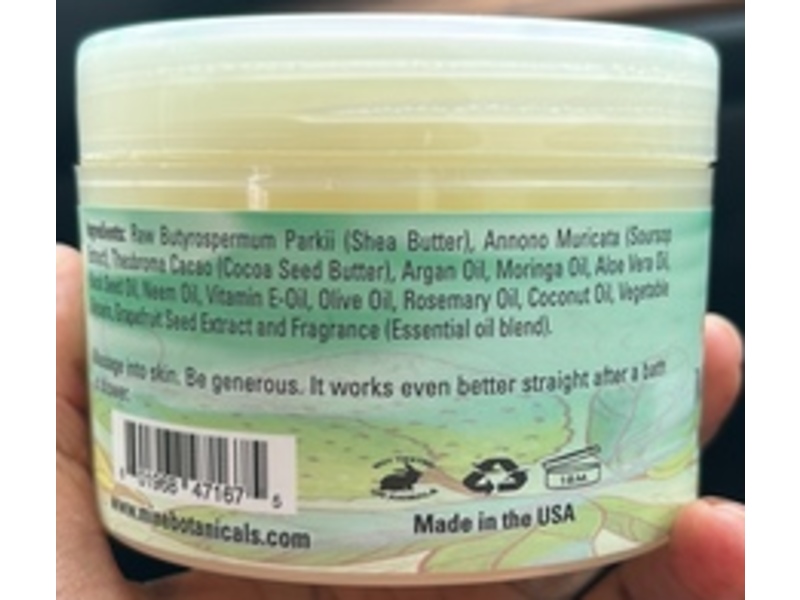 Ingredients: Raw Butyrospermum Parkii (Shea Butter), Annono Muricata (Soursop
Extract, Theobroma Cacao (Cocoa Seed Butter), Argan Oil, Moringa Oil, Aloe Vera Oil,
Seed Oil, Neem Oil, Vitamin E-Oil, Olive Oil, Rosemary Oil, Coconut Oil, Vegetable
Grapefruit Seed Extract and Fragrance (Essential oil blend).
Massage into skin. Be generous. It works even better straight after a bath
shower.
01968 47167 5
18M
www.minebotanicals.com
Made in the USA